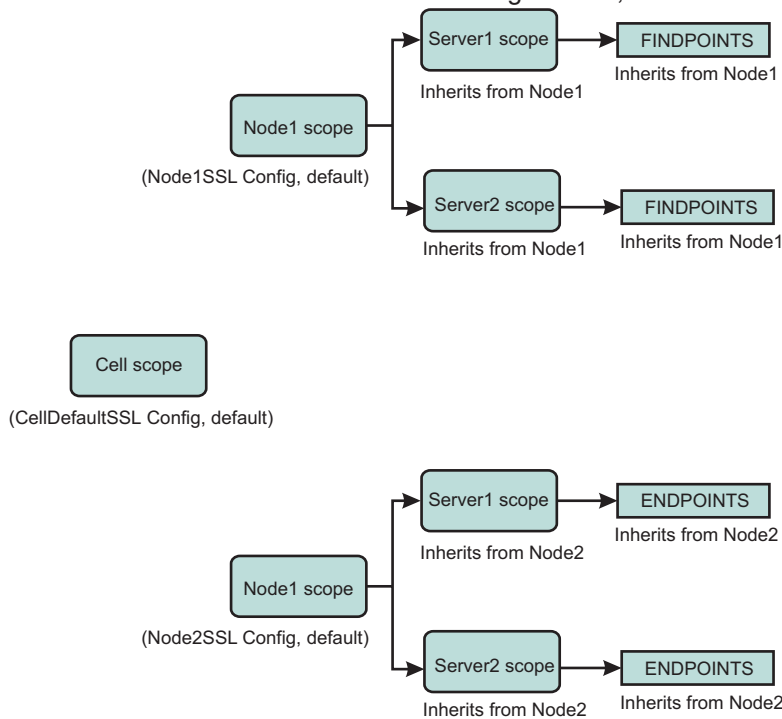 Server1 scope
FINDPOINTS
Inherits from Node1
Inherits from Node1
Node1 scope
(Node1SSL Config, default)
Server2 scope
FINDPOINTS
Inherits from Node1
Inherits from Node1
Cell scope
(CellDefaultSSL Config, default)
Server1 scope
ENDPOINTS
Inherits from Node2
Inherits from Node2
Node1 scope
(Node2SSL Config, default)
Server2 scope
ENDPOINTS
Inherits from Node2
Inherits from Node2